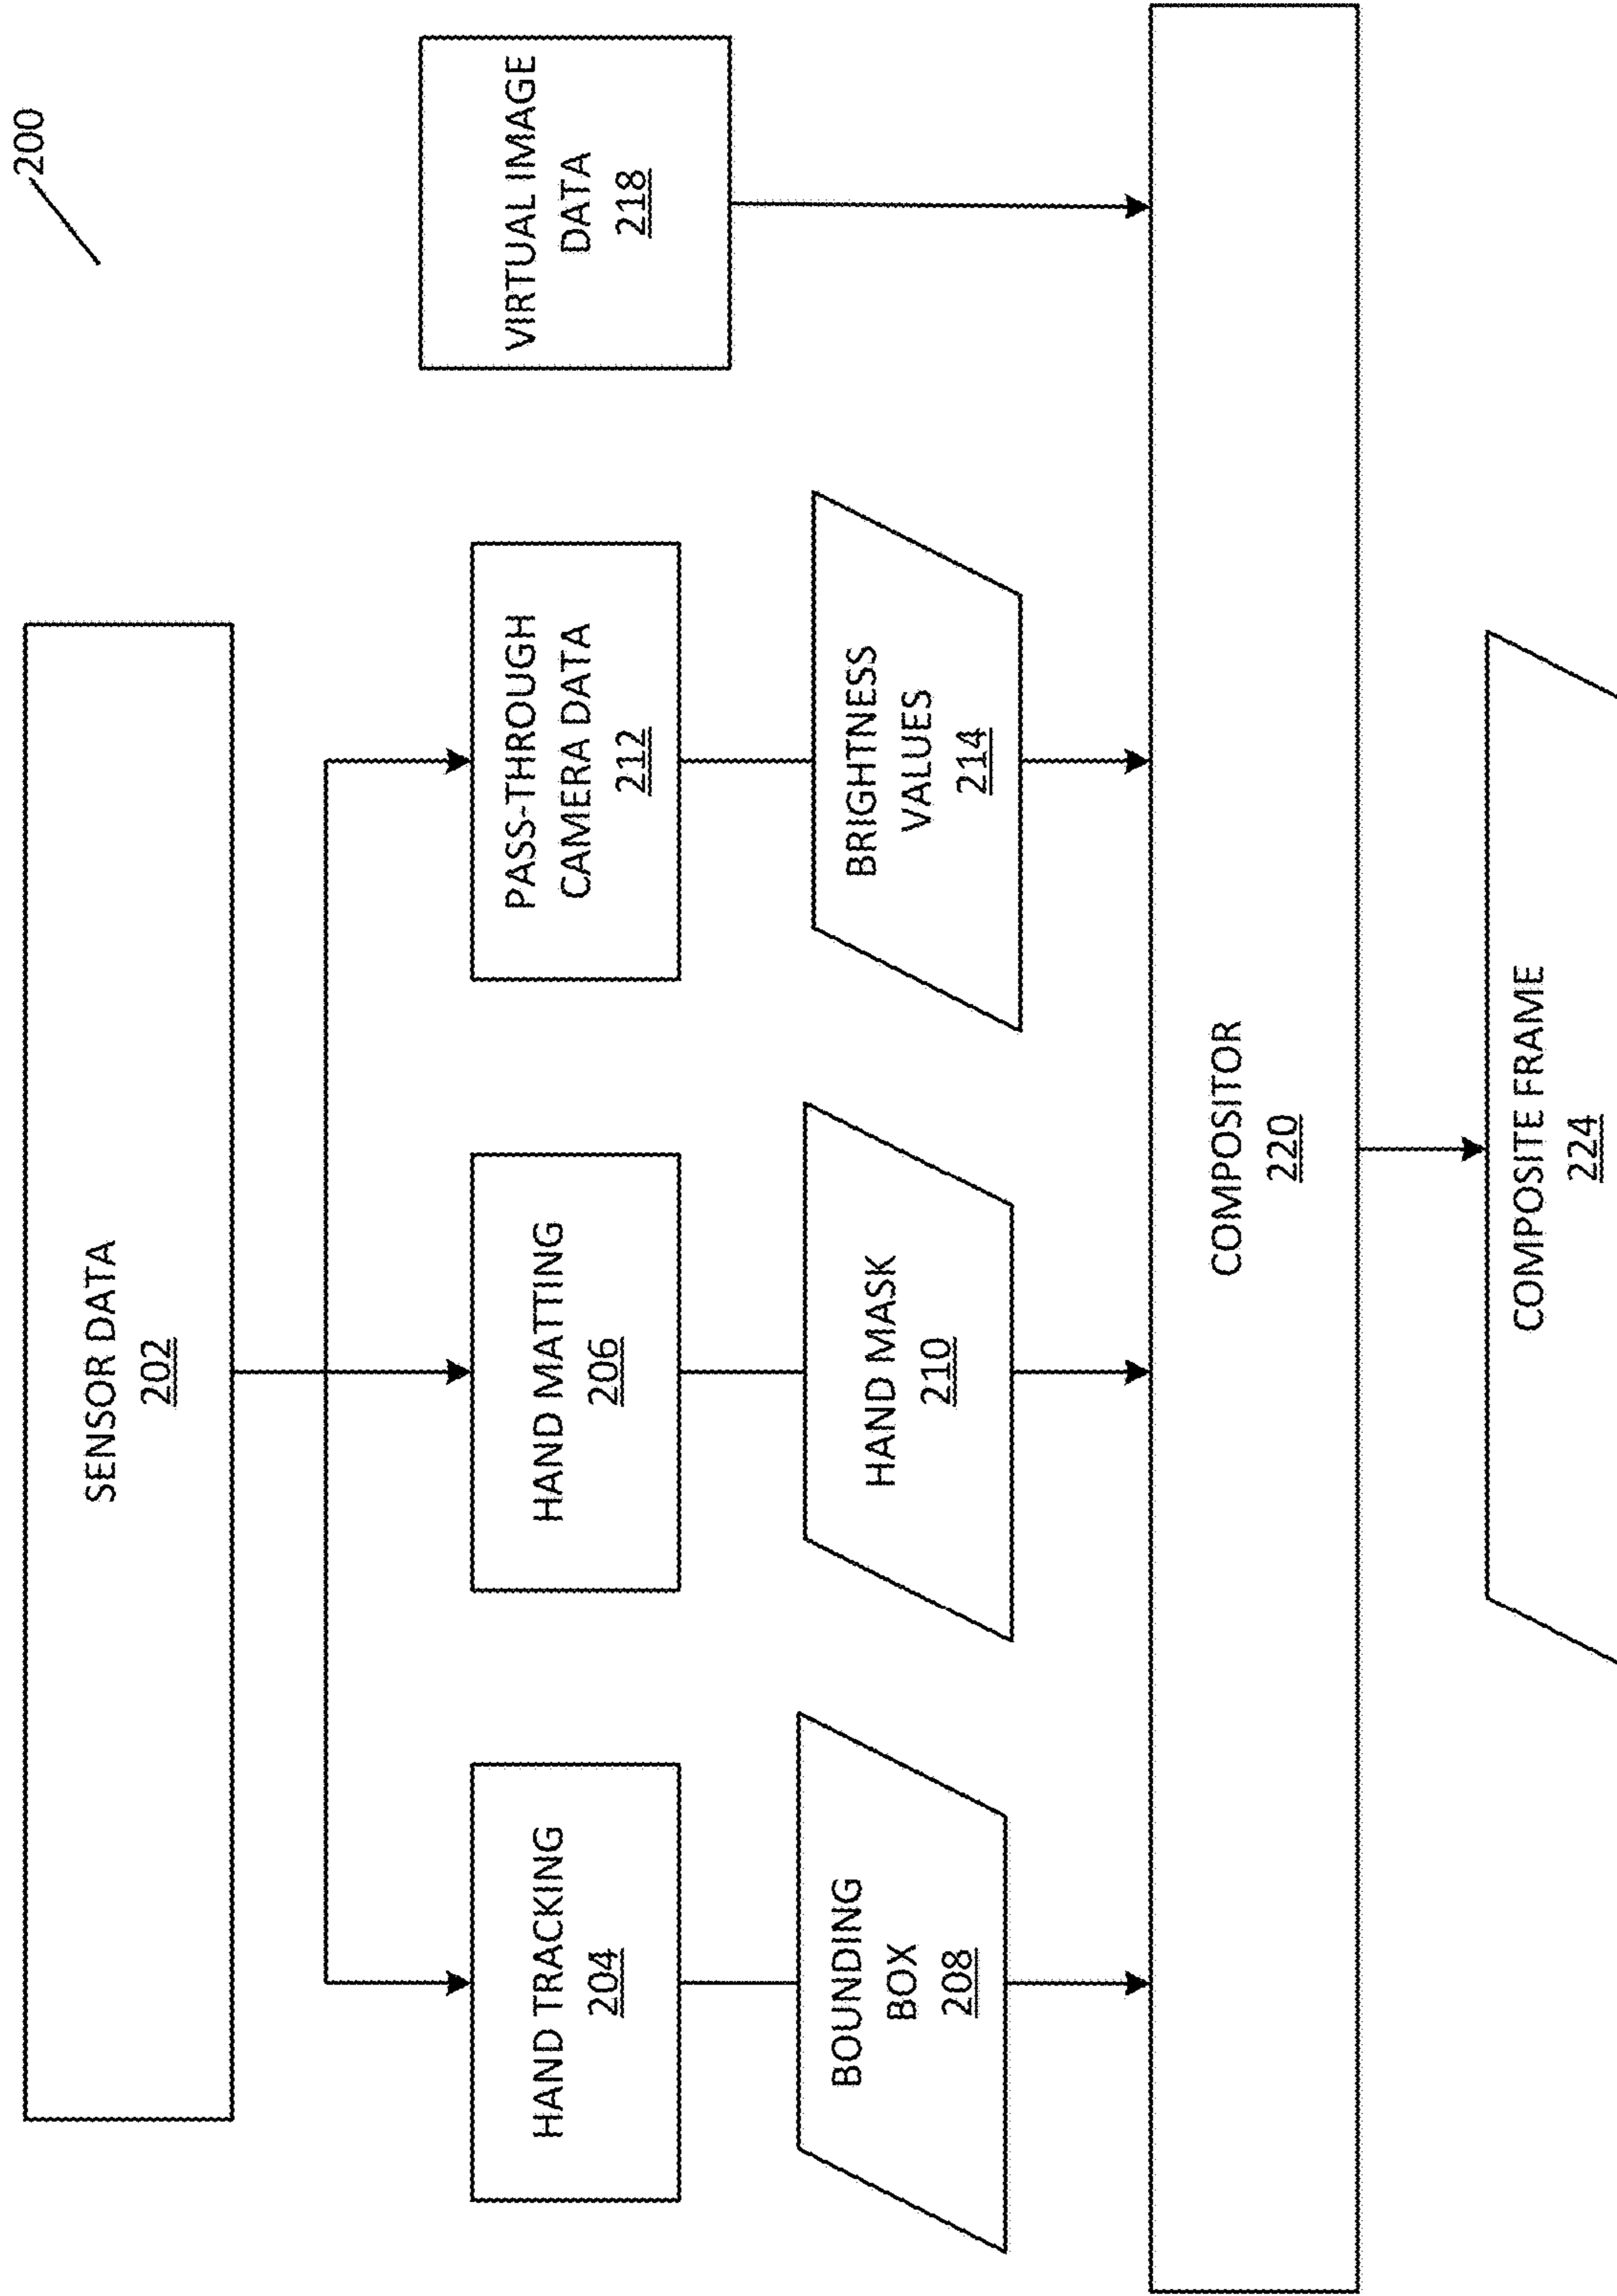 200
SENSOR DATA
202
HAND TRACKING
204
HAND MATTING
206
PASS-THROUGH
CAMERA DATA
212
VIRTUAL IMAGE
DATA
218
BOUNDING
BOX
208
HAND MASK
210
BRIGHTNESS
VALUES
214
COMPOSITOR
220
COMPOSITE FRAME
224